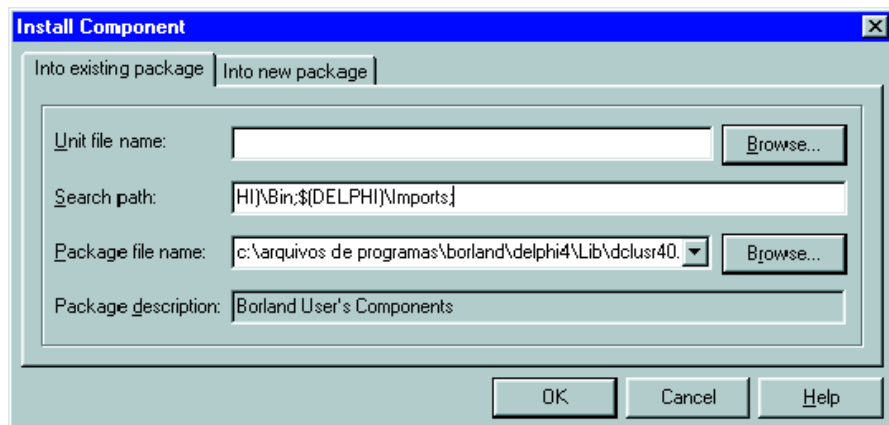 Install Component
Into existing package Into new package
Unit file name: Browse...
Search path: HI)\Bin;$(DELPHI)\Imports;
Package file name: c:\arquivos de programas\borland\delphi4\Lib\dclusr40. Browse...
Package description: Borland User's Components
OK Cancel Help